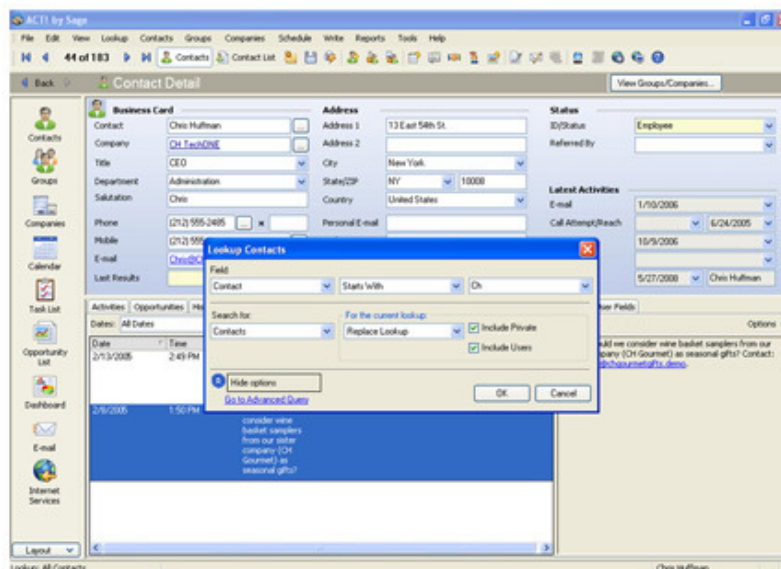 ACT! by Sage
File Edit View Lookup Contacts Groups Companies Schedule Write Reports Tools Help
44 of 183 Contacts Contact List
Back Contact Detail View Groups/Companies...
Business Card Address Status
Contact Chris Huffman ... Address 1 13 East 54th St. ID/Status Employee
Company CH TechONE ... Address 2 Referred By
Title CEO City New York
Department Administration State/ZIP NY 10008 Latest Activities
Salutation Chris Country United States E-mail 1/10/2006
Phone (212) 555-2485 ... x Personal E-mail Call Attempt/Reach 6/24/2005
Mobile (212) 555 10/9/2006
E-mail
Last Results 5/27/2008 Chris Huffman
Contacts
Groups
Companies
Calendar
Task List
Opportunity List
Dashboard
E-mail
Internet Services
Layout
Lookup Contacts
Field
Contact Starts With Ch
Search for: For the current lookup:
Contacts Replace Lookup Include Private
Include Users
Hide options
Go to Advanced Query OK Cancel
Activities Opportunities User Fields
Dates: All Dates Options
Date Time
2/13/2005 2:49 PM
2/8/2005 1:50 PM
consider wine
basket samplers
from our sister
company (CH
Gourmet) as
seasonal gifts?
we consider wine basket samplers from our
(CH Gourmet) as seasonal gifts? Contact:
chgourmetgifts.demo.
Lookup: All Contacts Chris Huffman